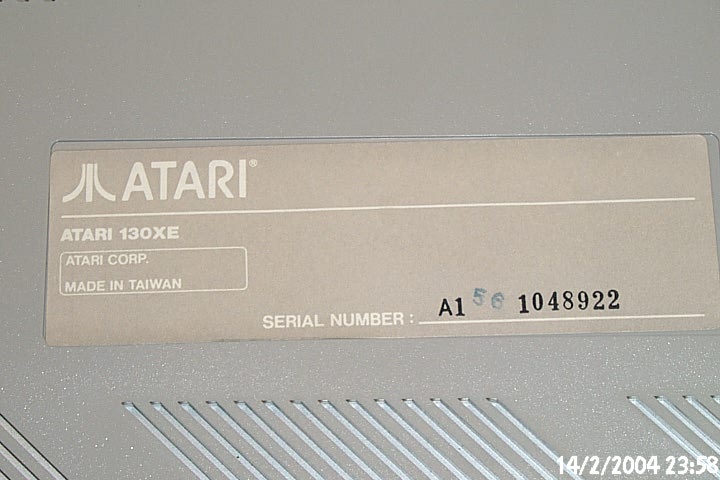 ATARI®
ATARI 130XE
ATARI CORP.
MADE IN TAIWAN
SERIAL NUMBER : A1 56 1048922
14/2/2004 23:58